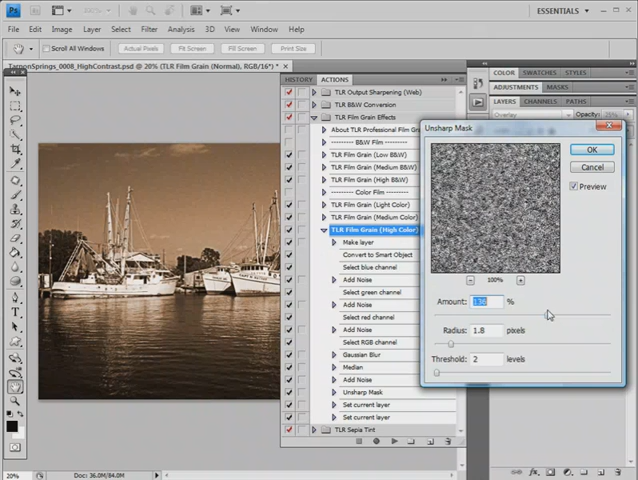 Ps
100%
ESSENTIALS
File Edit Image Layer Select Filter Analysis 3D View Window Help
Scroll All Windows Actual Pixels Fit Screen Fill Screen Print Size
TarponSprings_0008_HighContrast.psd @ 20% (TLR Film Grain (Normal), RGB/16*) *
HISTORY ACTIONS
TLR Output Sharpening (Web)
TLR B&W Conversion
TLR Film Grain Effects
About TLR Professional Film Gra
--------- B&W Film --------
TLR Film Grain (Low B&W)
TLR Film Grain (Medium B&W)
TLR Film Grain (High B&W)
--------- Color Film --------
TLR Film Grain (Light Color)
TLR Film Grain (Medium Color)
TLR Film Grain (High Color)
Make layer
Convert to Smart Object
Select blue channel
Add Noise
Select green channel
Add Noise
Select red channel
Add Noise
Select RGB channel
Gaussian Blur
Median
Add Noise
Unsharp Mask
Set current layer
Set current layer
TLR Sepia Tint
COLOR SWATCHES STYLES
ADJUSTMENTS MASKS
LAYERS CHANNELS PATHS
Overlay Opacity: 35%
Unsharp Mask
OK
Cancel
Preview
100%
Amount: 136 %
Radius: 1.8 pixels
Threshold: 2 levels
20% Doc: 36.0M/84.0M